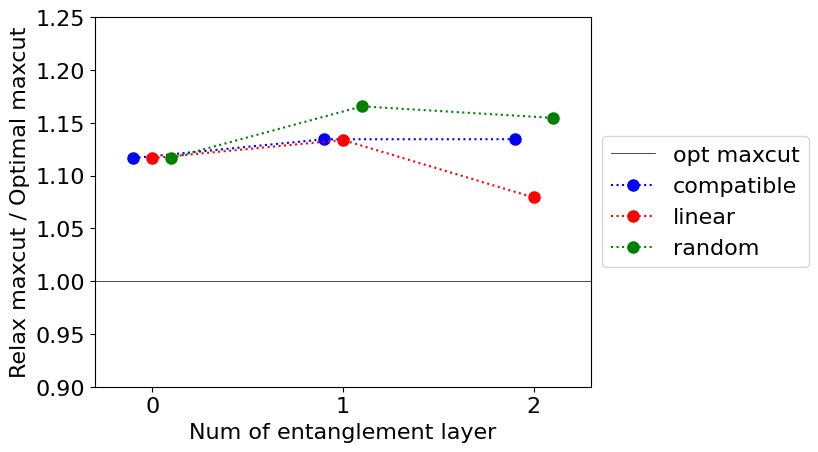 Relax maxcut / Optimal maxcut
1.25
1.20
1.15
1.10
1.05
1.00
0.95
0.90
0
1
2
Num of entanglement layer
opt maxcut
compatible
linear
random